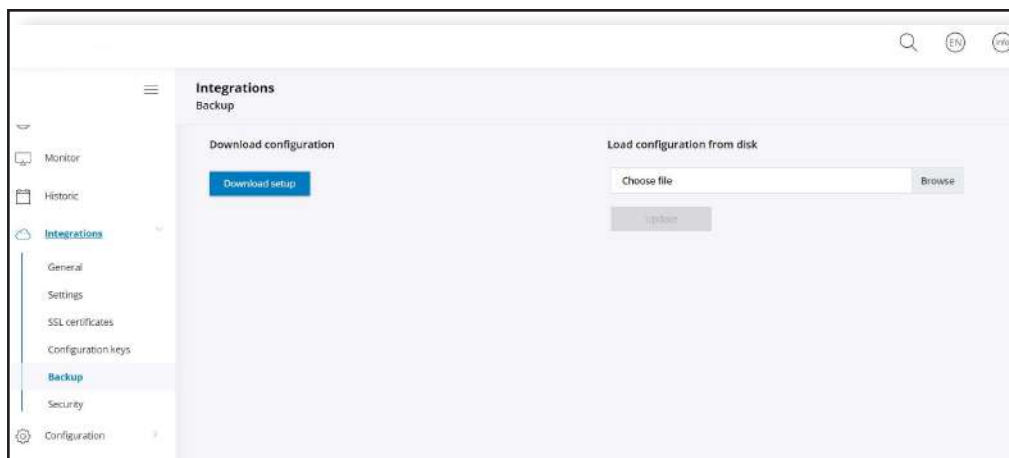 EN
info
Integrations
Backup
Download configuration
Load configuration from disk
Download setup
Choose file
Browse
Update
Monitor
Historic
Integrations
General
Settings
SSL certificates
Configuration keys
Backup
Security
Configuration